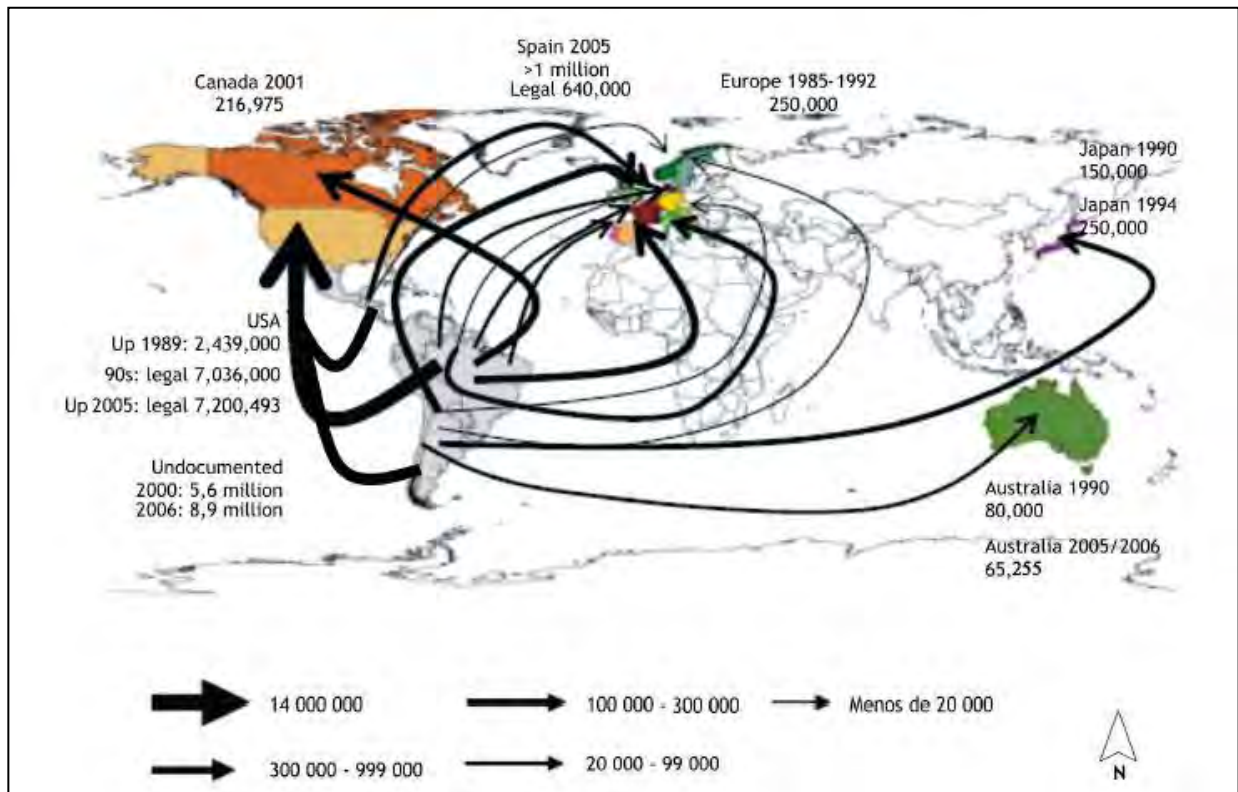 Spain 2005
>1 million
Legal 640,000
Canada 2001
216,975
Europe 1985-1992
250,000
Japan 1990
150,000
Japan 1994
250,000
USA
Up 1989: 2,439,000
90s: legal 7,036,000
Up 2005: legal 7,200,493
Undocumented
2000: 5,6 million
2006: 8,9 million
Australia 1990
80,000
Australia 2005/2006
65,255
14 000 000
100 000 - 300 000
Menos de 20 000
300 000 - 999 000
20 000 - 99 000
N